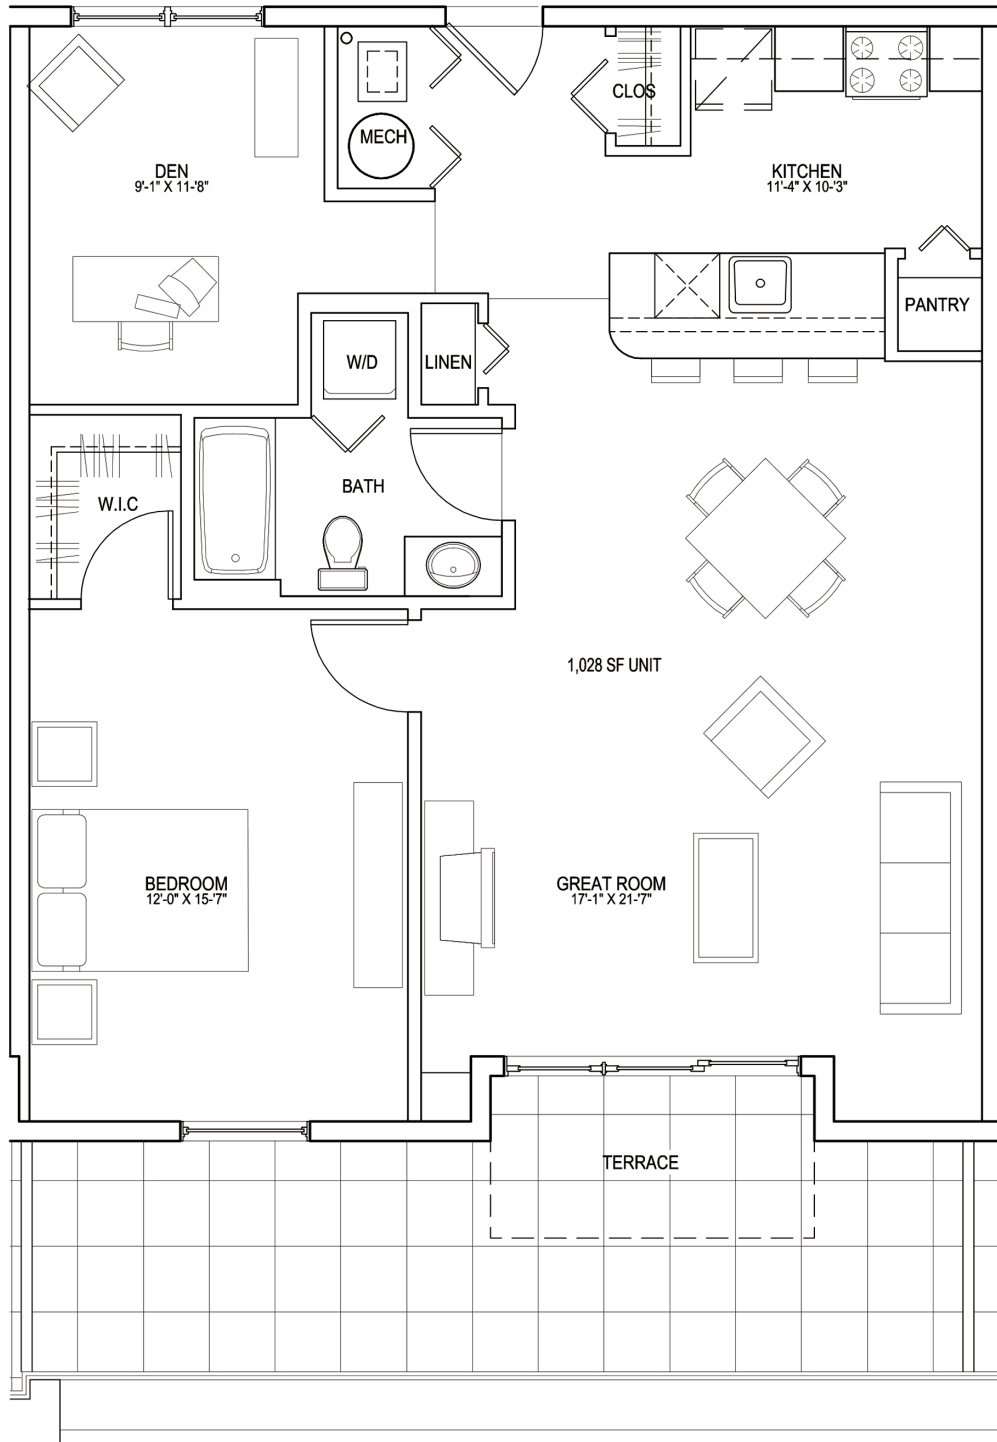 CLOS
MECH
DEN
9'-1" X 11-'8"
KITCHEN
11'-4" X 10-'3"
PANTRY
W/D
LINEN
BATH
W.I.C
1,028 SF UNIT
BEDROOM
12'-0" X 15-'7"
GREAT ROOM
17'-1" X 21-'7"
TERRACE